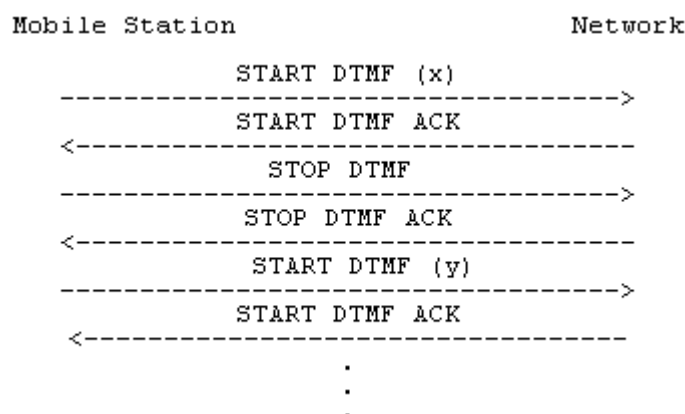 Mobile Station Network
START DTMF (x)
START DTMF ACK
STOP DTMF
STOP DTMF ACK
START DTMF (y)
START DTMF ACK
.
.
.